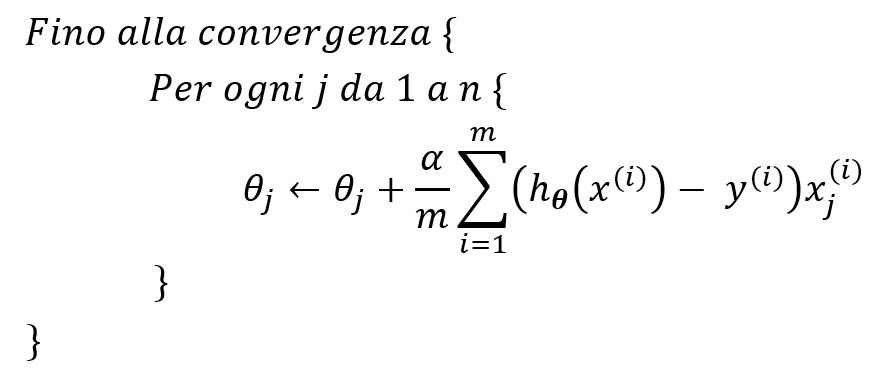 Fino alla convergenza {
Per ogni j da 1 a n {
θ_j ← θ_j + α/m ∑_{i=1}^{m} (h_𝜽(x^{(i)}) − y^{(i)}) x_j^{(i)}
}
}